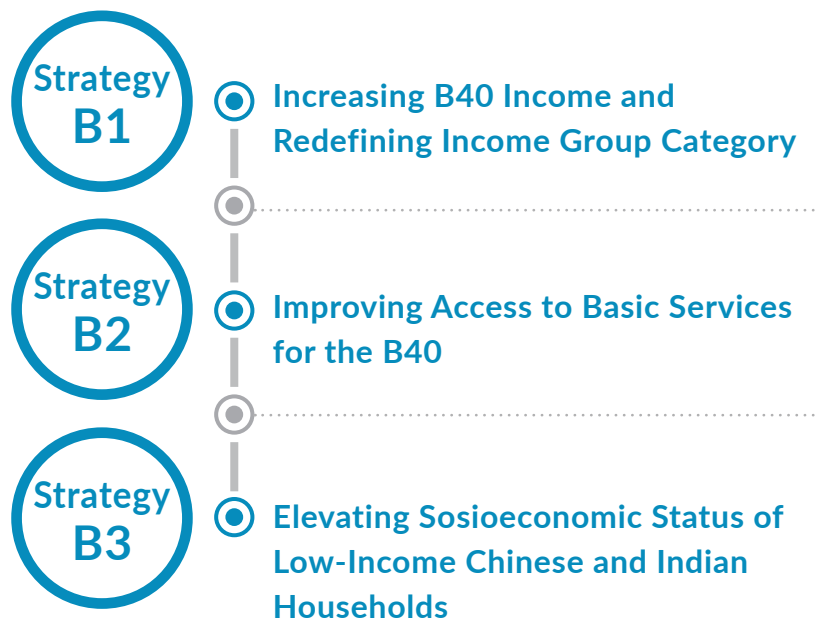 Strategy
B1
Increasing B40 Income and
Redefining Income Group Category
Strategy
B2
Improving Access to Basic Services
for the B40
Strategy
B3
Elevating Sosioeconomic Status of
Low-Income Chinese and Indian
Households